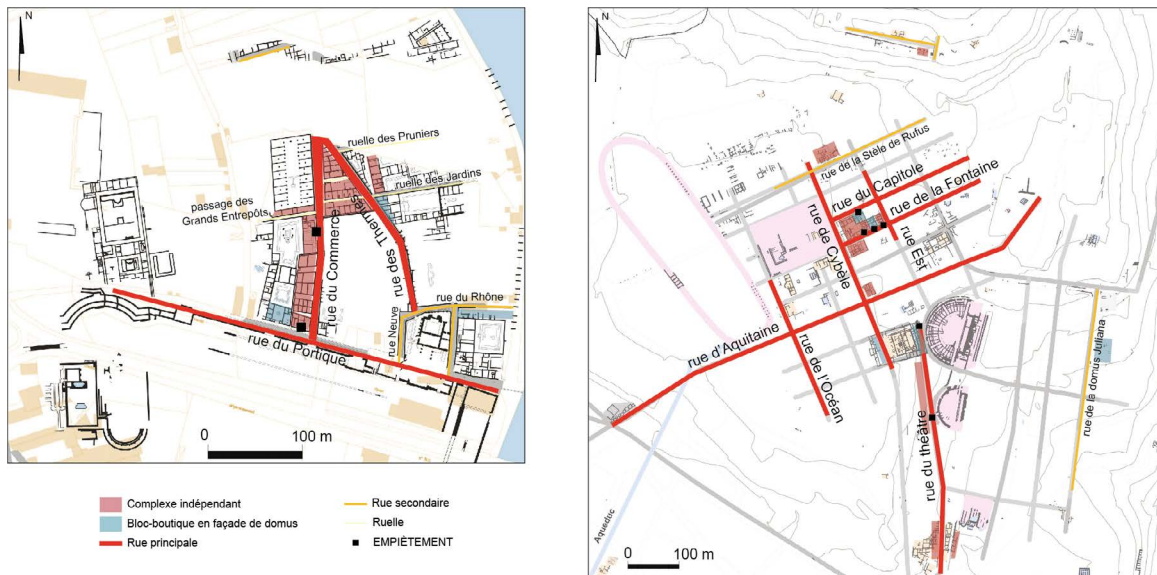 N
ruelle des Pruniers
ruelle des Jardins
passage des
Grands Entrepôts
rue du Commerce
rue des Thermes
rue du Rhône
rue Neuve
rue du Portique
0 100 m
Complexe indépendant
Bloc-boutique en façade de domus
Rue principale
Rue secondaire
Ruelle
EMPIÈTEMENT
N
rue de la Stèle de Rufus
rue du Capitole
rue de la Fontaine
rue de Cybèle
rue Est
rue d'Aquitaine
rue de l'Océan
rue du théâtre
rue de la domus Juliana
Aqueduc
0 100 m